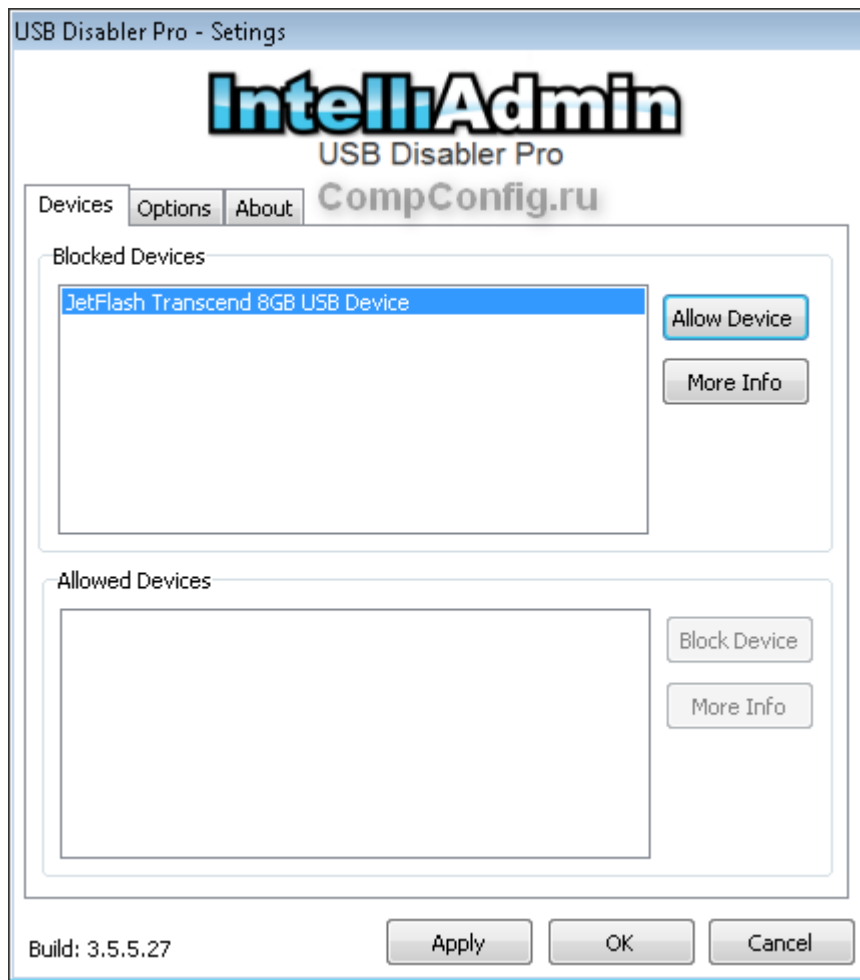 USB Disabler Pro - Setings
IntelliAdmin
USB Disabler Pro
CompConfig.ru
Devices Options About
Blocked Devices
JetFlash Transcend 8GB USB Device
Allow Device
More Info
Allowed Devices
Block Device
More Info
Build: 3.5.5.27 Apply OK Cancel